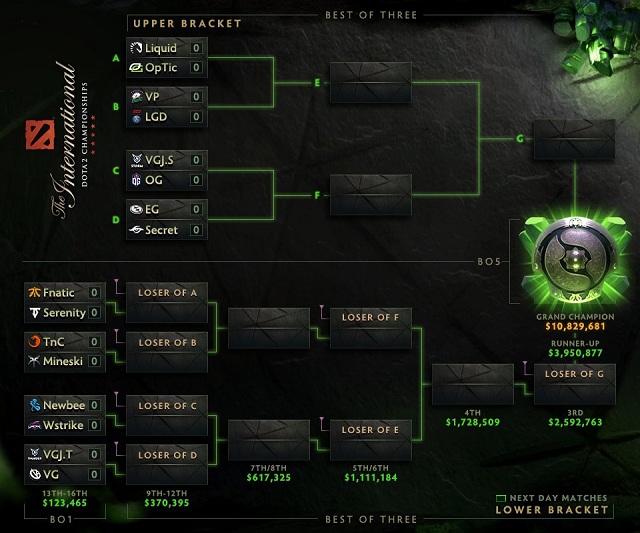 BEST OF THREE
UPPER BRACKET
The International
DOTA 2 CHAMPIONSHIPS
A
Liquid 0
OpTic 0
B
VP 0
LGD 0
C
VGJ.S 0
OG 0
D
EG 0
Secret 0
E
F
G
BO5
GRAND CHAMPION
$10,829,681
RUNNER-UP
$3,950,877
Fnatic 0
Serenity 0
TnC 0
Mineski 0
Newbee 0
Wstrike 0
VGJ.T 0
VG 0
13TH-16TH
$123,465
BO1
LOSER OF A
LOSER OF B
LOSER OF C
LOSER OF D
9TH-12TH
$370,395
7TH/8TH
$617,325
LOSER OF F
LOSER OF E
5TH/6TH
$1,111,184
4TH
$1,728,509
LOSER OF G
3RD
$2,592,763
NEXT DAY MATCHES
LOWER BRACKET
BEST OF THREE